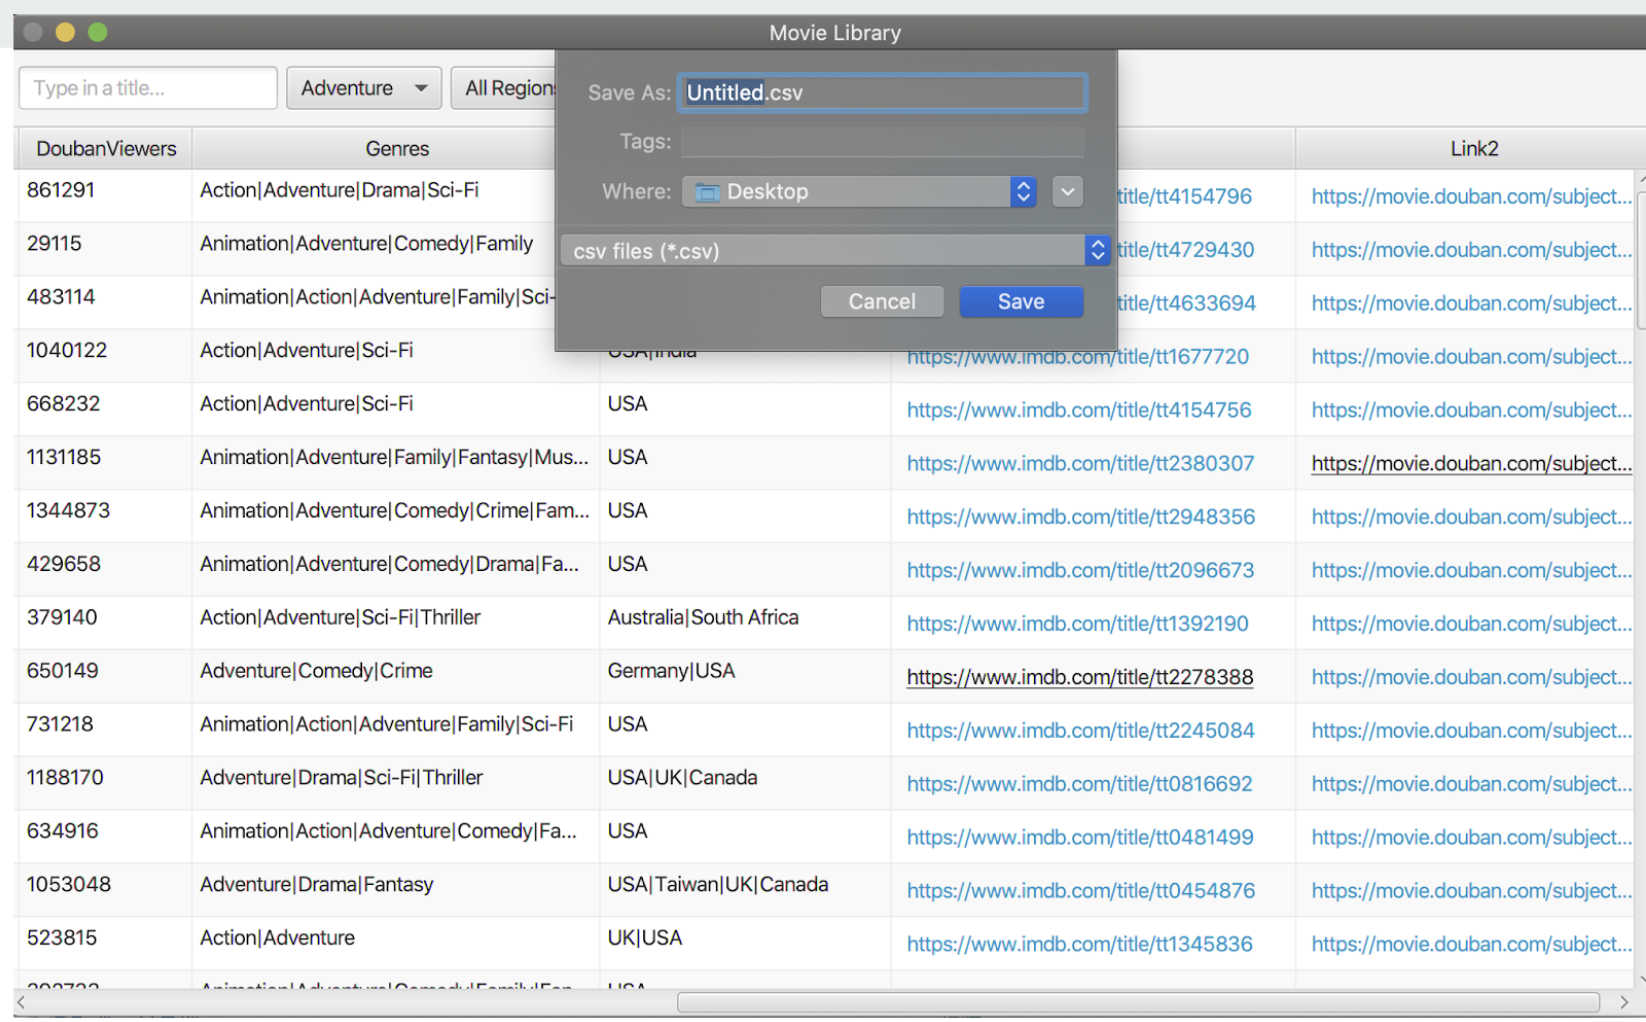 Movie Library
Type in a title... Adventure All Regions
Save As: Untitled.csv
Tags:
Where: Desktop
csv files (*.csv)
Cancel Save
DoubanViewers Genres Link2
861291 Action|Adventure|Drama|Sci-Fi title/tt4154796 https://movie.douban.com/subject...
29115 Animation|Adventure|Comedy|Family title/tt4729430 https://movie.douban.com/subject...
483114 Animation|Action|Adventure|Family|Sci- title/tt4633694 https://movie.douban.com/subject...
1040122 Action|Adventure|Sci-Fi USA|India https://www.imdb.com/title/tt1677720 https://movie.douban.com/subject...
668232 Action|Adventure|Sci-Fi USA https://www.imdb.com/title/tt4154756 https://movie.douban.com/subject...
1131185 Animation|Adventure|Family|Fantasy|Mus... USA https://www.imdb.com/title/tt2380307 https://movie.douban.com/subject...
1344873 Animation|Adventure|Comedy|Crime|Fam... USA https://www.imdb.com/title/tt2948356 https://movie.douban.com/subject...
429658 Animation|Adventure|Comedy|Drama|Fa... USA https://www.imdb.com/title/tt2096673 https://movie.douban.com/subject...
379140 Action|Adventure|Sci-Fi|Thriller Australia|South Africa https://www.imdb.com/title/tt1392190 https://movie.douban.com/subject...
650149 Adventure|Comedy|Crime Germany|USA https://www.imdb.com/title/tt2278388 https://movie.douban.com/subject...
731218 Animation|Action|Adventure|Family|Sci-Fi USA https://www.imdb.com/title/tt2245084 https://movie.douban.com/subject...
1188170 Adventure|Drama|Sci-Fi|Thriller USA|UK|Canada https://www.imdb.com/title/tt0816692 https://movie.douban.com/subject...
634916 Animation|Action|Adventure|Comedy|Fa... USA https://www.imdb.com/title/tt0481499 https://movie.douban.com/subject...
1053048 Adventure|Drama|Fantasy USA|Taiwan|UK|Canada https://www.imdb.com/title/tt0454876 https://movie.douban.com/subject...
523815 Action|Adventure UK|USA https://www.imdb.com/title/tt1345836 https://movie.douban.com/subject...